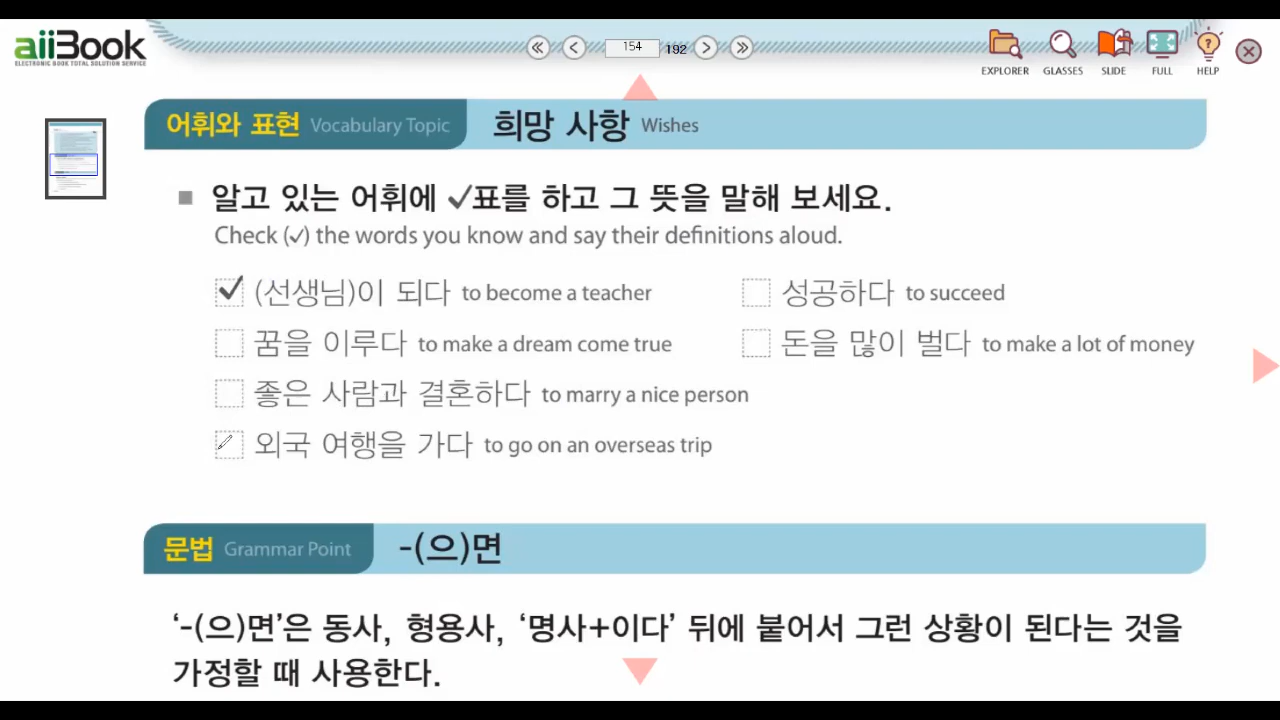 aiiBook
ELECTRONIC BOOK TOTAL SOLUTION SERVICE
154 192
EXPLORER GLASSES SLIDE FULL HELP
어휘와 표현 Vocabulary Topic 희망 사항 Wishes
알고 있는 어휘에 ✓표를 하고 그 뜻을 말해 보세요.
Check (✓) the words you know and say their definitions aloud.
(선생님)이 되다 to become a teacher
성공하다 to succeed
꿈을 이루다 to make a dream come true
돈을 많이 벌다 to make a lot of money
좋은 사람과 결혼하다 to marry a nice person
외국 여행을 가다 to go on an overseas trip
문법 Grammar Point -(으)면
‘-(으)면’은 동사, 형용사, ‘명사+이다’ 뒤에 붙어서 그런 상황이 된다는 것을
가정할 때 사용한다.